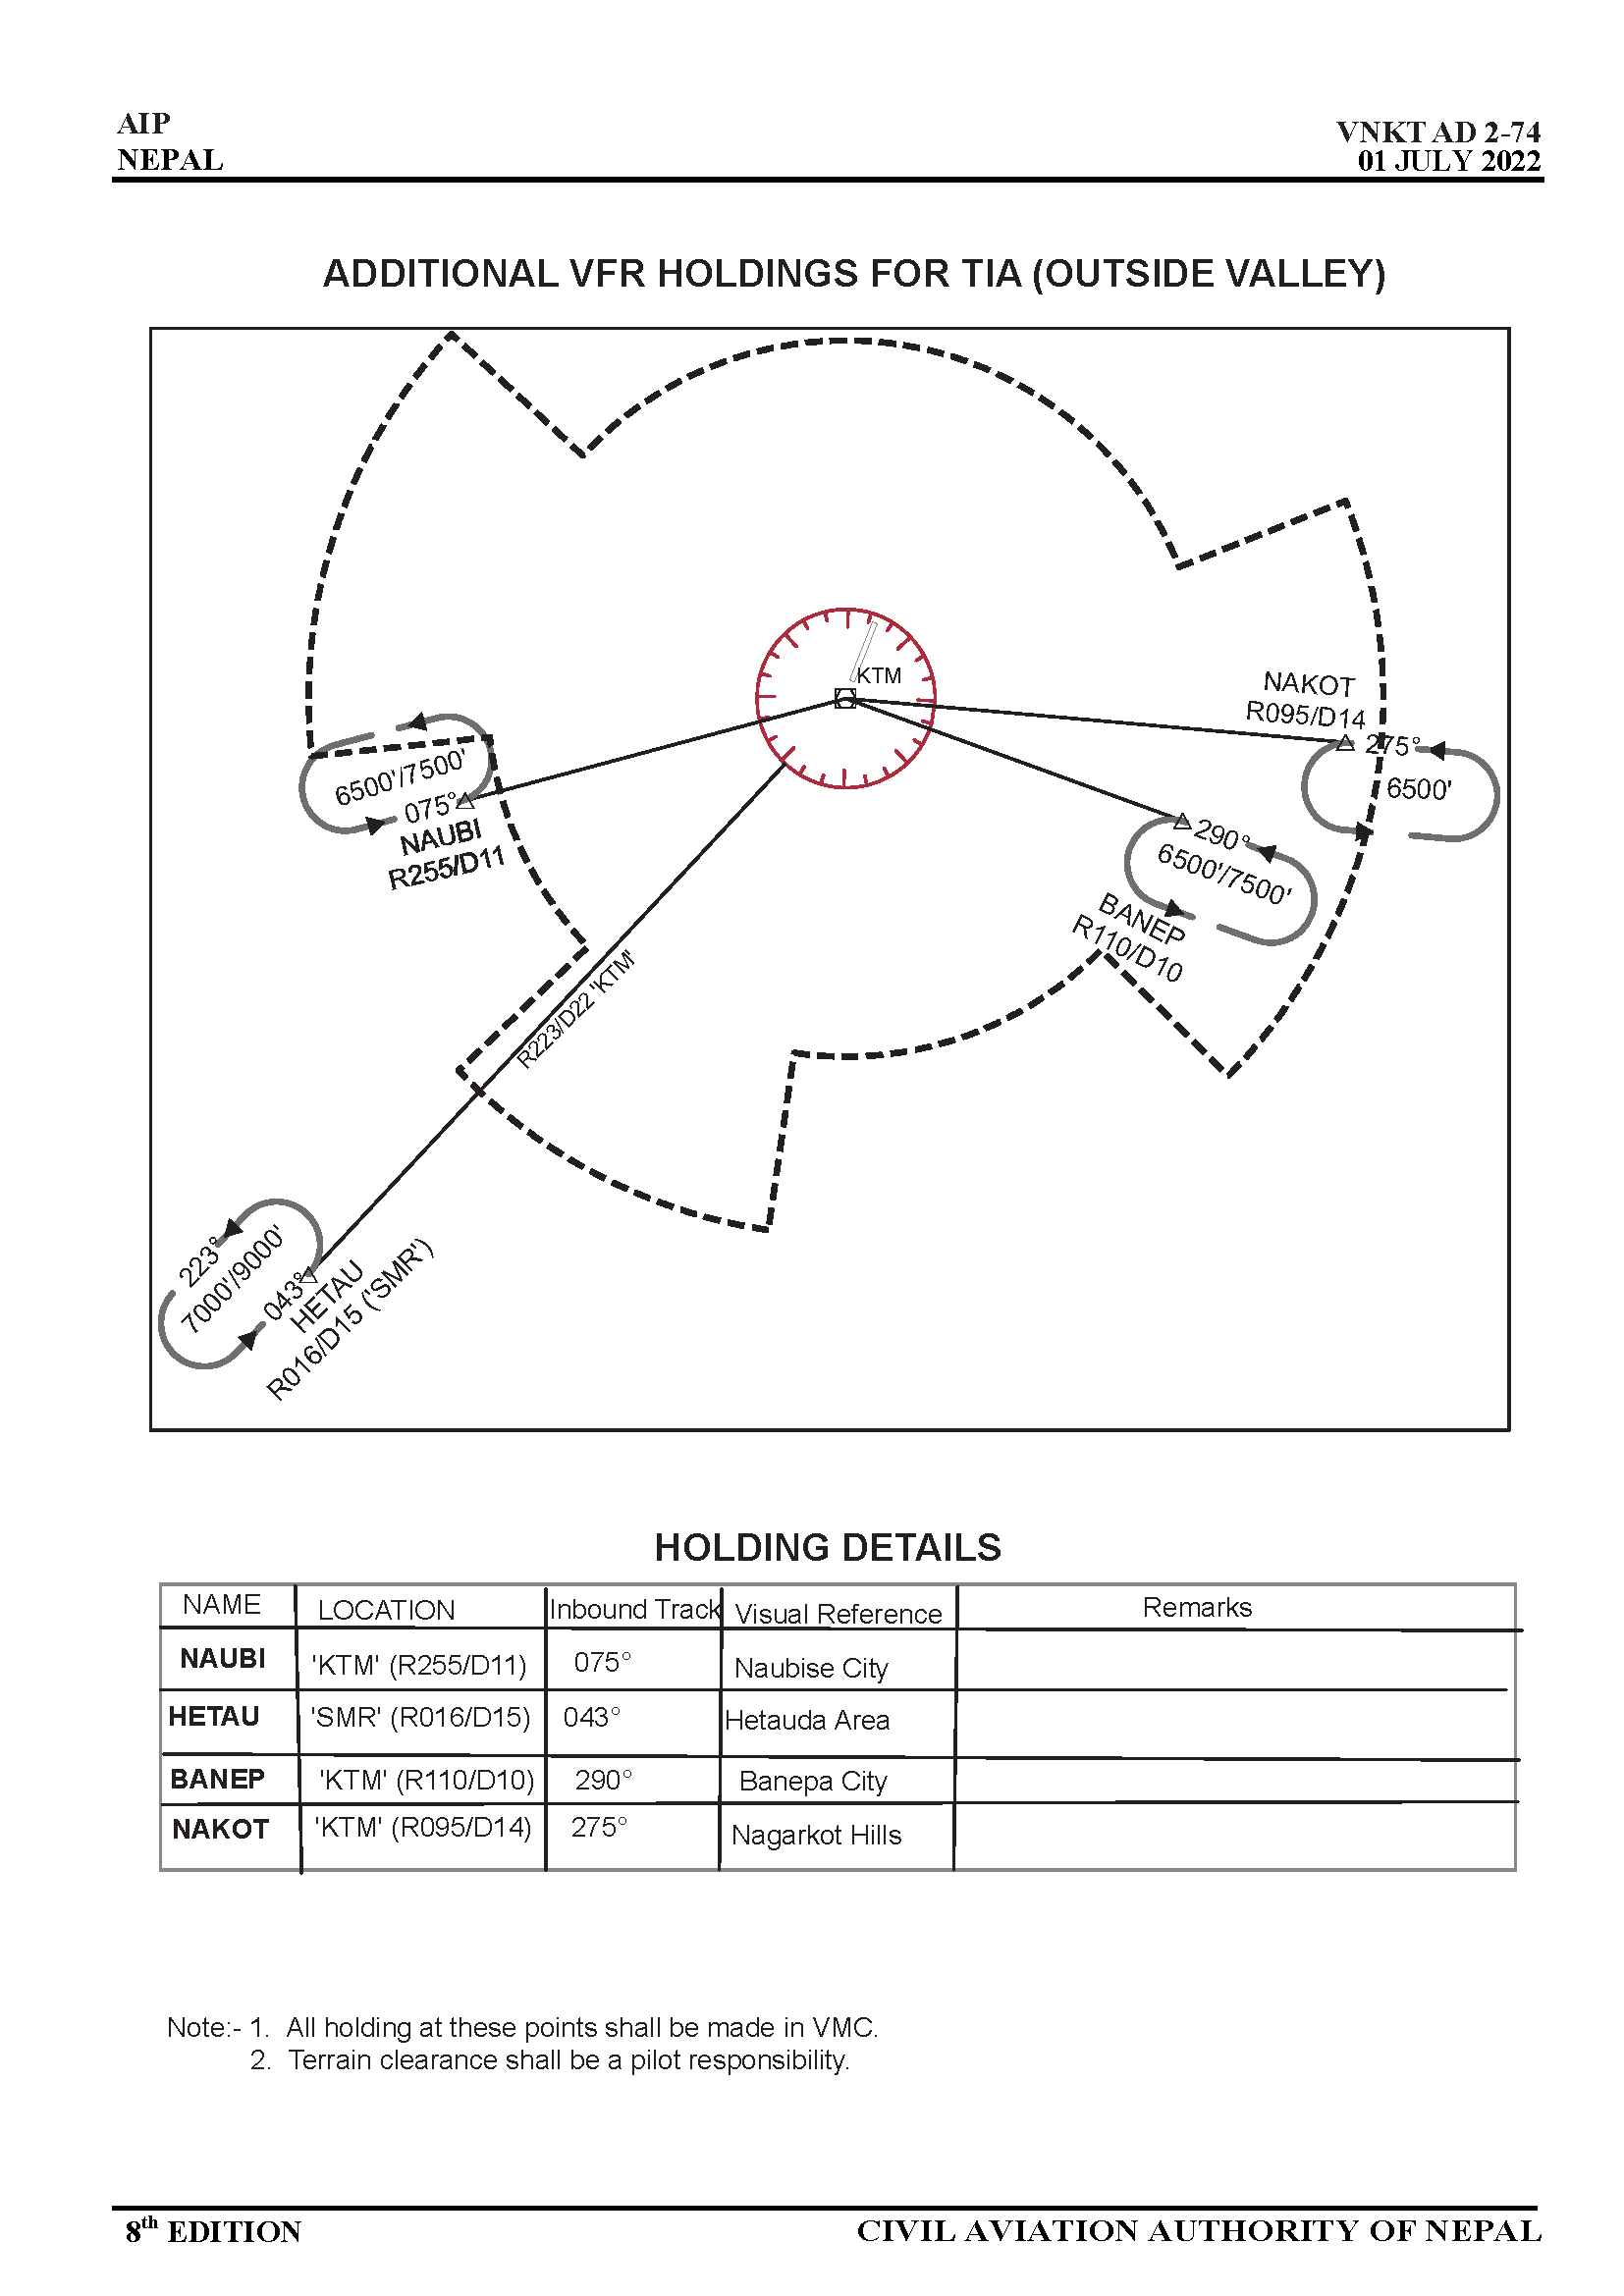 AIP
NEPAL
VNKT AD 2-74
01 JULY 2022
ADDITIONAL VFR HOLDINGS FOR TIA (OUTSIDE VALLEY)
KTM
NAKOT
R095/D14
275°
6500'
6500'/7500'
075°
NAUBI
R255/D11
290°
6500'/7500'
BANEP
R110/D10
R223/D22 'KTM'
223°
7000'/9000'
043°
HETAU
R016/D15 ('SMR')
HOLDING DETAILS
NAME LOCATION Inbound Track Visual Reference Remarks
NAUBI 'KTM' (R255/D11) 075° Naubise City
HETAU 'SMR' (R016/D15) 043° Hetauda Area
BANEP 'KTM' (R110/D10) 290° Banepa City
NAKOT 'KTM' (R095/D14) 275° Nagarkot Hills
Note:- 1. All holding at these points shall be made in VMC.
2. Terrain clearance shall be a pilot responsibility.
8th EDITION
CIVIL AVIATION AUTHORITY OF NEPAL